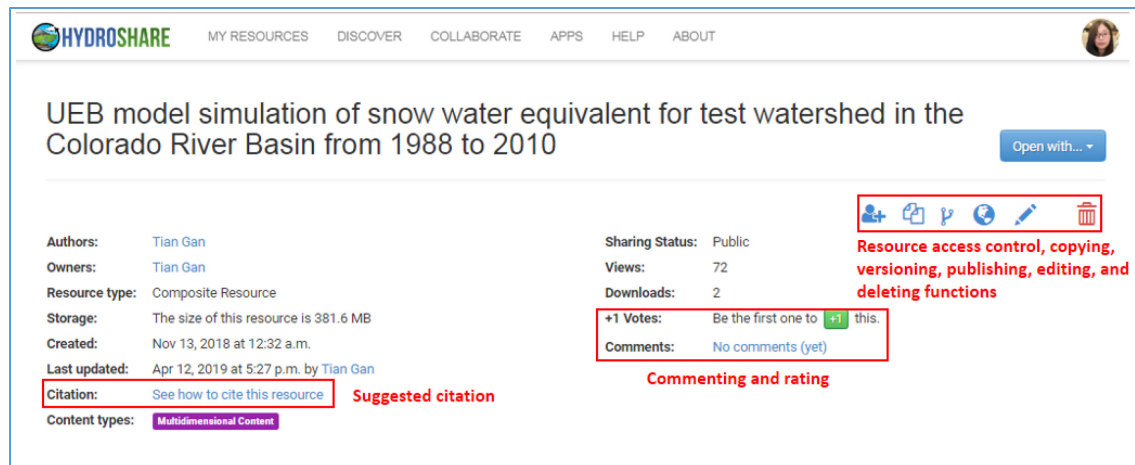 HYDROSHARE MY RESOURCES DISCOVER COLLABORATE APPS HELP ABOUT
UEB model simulation of snow water equivalent for test watershed in the
Colorado River Basin from 1988 to 2010
Open with...
Authors: Tian Gan
Owners: Tian Gan
Resource type: Composite Resource
Storage: The size of this resource is 381.6 MB
Created: Nov 13, 2018 at 12:32 a.m.
Last updated: Apr 12, 2019 at 5:27 p.m. by Tian Gan
Citation: See how to cite this resource
Suggested citation
Content types: Multidimensional Content
Sharing Status: Public
Views: 72
Downloads: 2
+1 Votes: Be the first one to +1 this.
Comments: No comments (yet)
Commenting and rating
Resource access control, copying,
versioning, publishing, editing, and
deleting functions